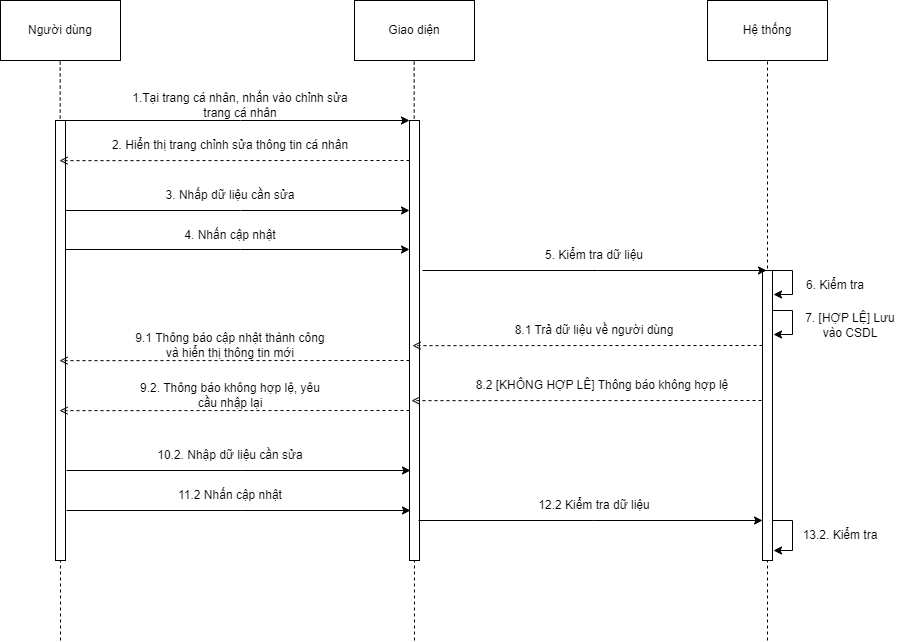 Người dùng
Giao diện
Hệ thống
1.Tại trang cá nhân, nhấn vào chỉnh sửa
trang cá nhân
2. Hiển thị trang chỉnh sửa thông tin cá nhân
3. Nhấp dữ liệu cần sửa
4. Nhấn cập nhật
5. Kiểm tra dữ liệu
6. Kiểm tra
7. [HỢP LỆ] Lưu
vào CSDL
8.1 Trả dữ liệu về người dùng
9.1 Thông báo cập nhật thành công
và hiển thị thông tin mới
8.2 [KHÔNG HỢP LÊ] Thông báo không hợp lệ
9.2. Thông báo không hợp lệ, yêu
cầu nhập lại
10.2. Nhập dữ liệu cần sửa
11.2 Nhấn cập nhật
12.2 Kiểm tra dữ liệu
13.2. Kiểm tra